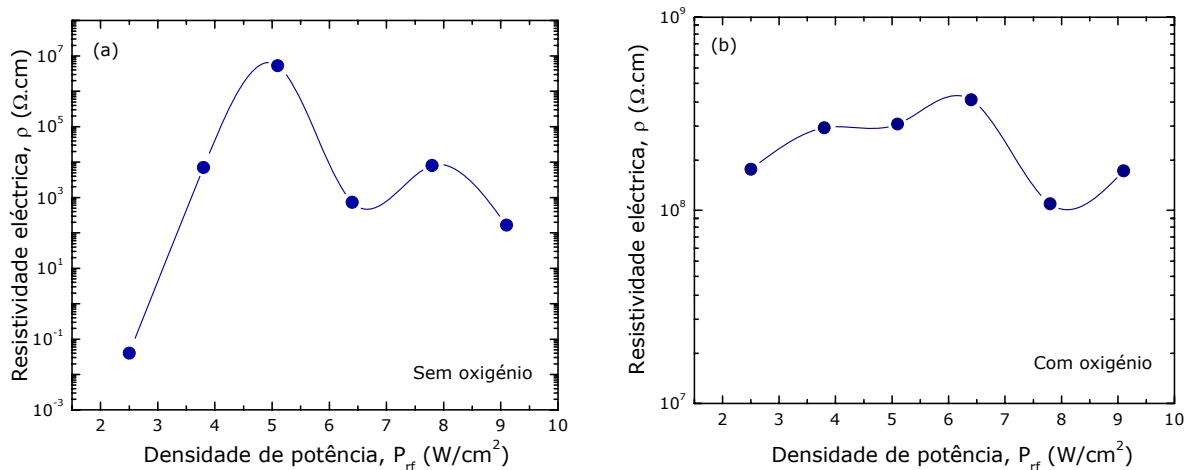 (a)
Resistividade eléctrica, ρ (Ω.cm)
10^7
10^5
10^3
10^1
10^-1
10^-3
2 3 4 5 6 7 8 9 10
Sem oxigénio
Densidade de potência, P_rf (W/cm^2)
(b)
Resistividade eléctrica, ρ (Ω.cm)
10^9
10^8
10^7
2 3 4 5 6 7 8 9 10
Com oxigénio
Densidade de potência, P_rf (W/cm^2)